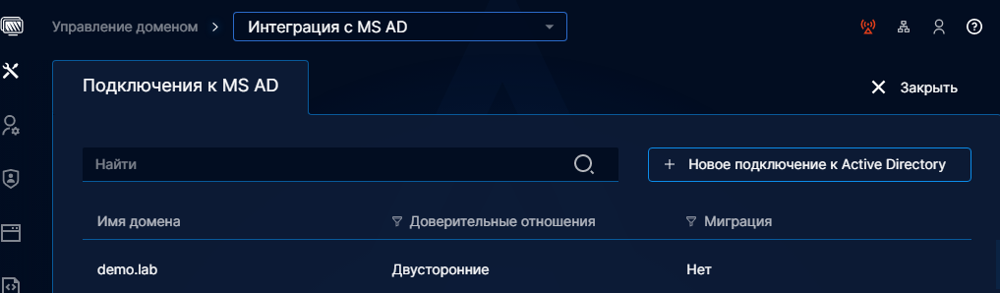 Управление доменом > Интеграция с MS AD
Подключения к MS AD
Закрыть
Найти
+ Новое подключение к Active Directory
Имя домена Доверительные отношения Миграция
demo.lab Двусторонние Нет